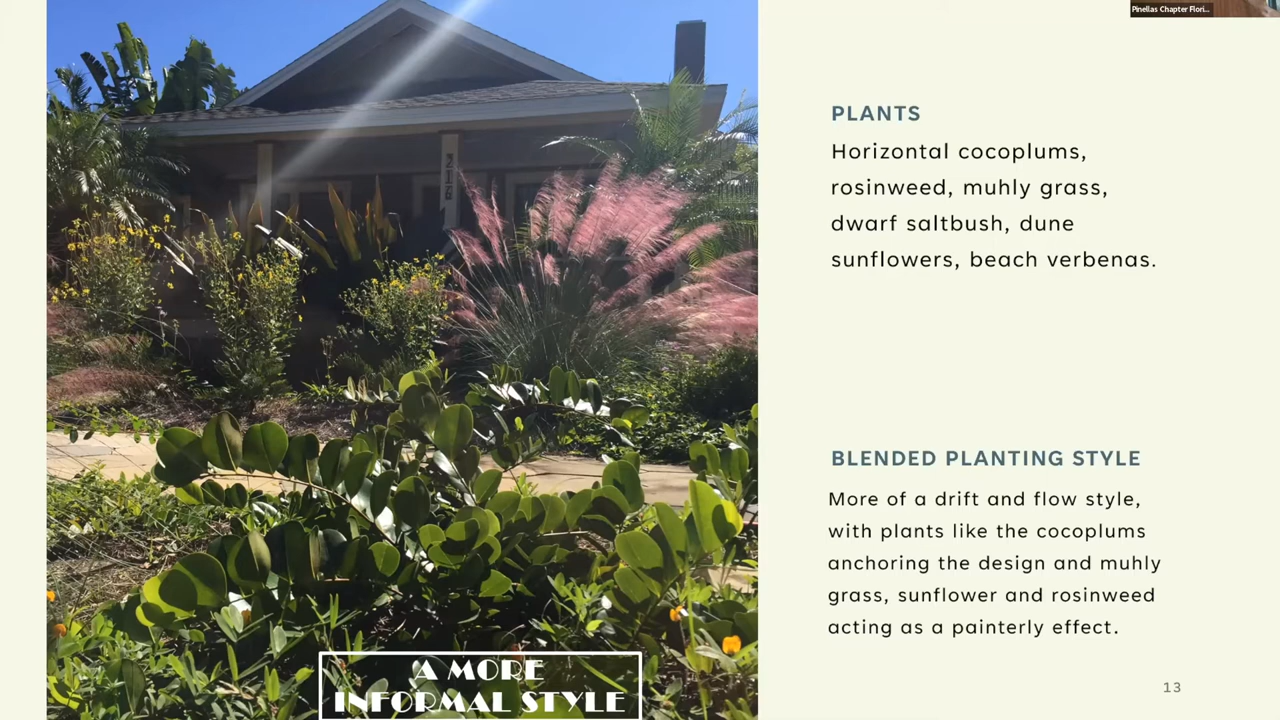 Pinellas Chapter Flori...
PLANTS
Horizontal cocoplums,
rosinweed, muhly grass,
dwarf saltbush, dune
sunflowers, beach verbenas.
BLENDED PLANTING STYLE
More of a drift and flow style,
with plants like the cocoplums
anchoring the design and muhly
grass, sunflower and rosinweed
acting as a painterly effect.
A MORE
INFORMAL STYLE
13